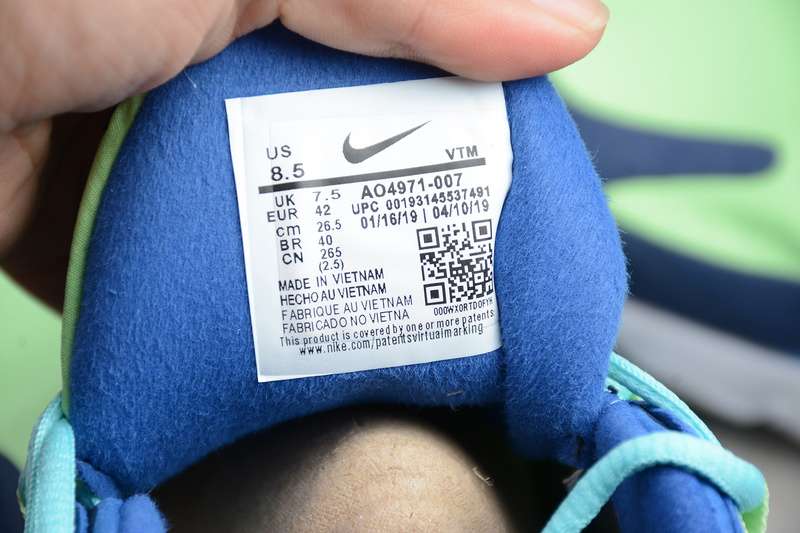 US VTM
8.5
UK 7.5 AO4971-007
EUR 42 UPC 00193145537491
cm 26.5 01/16/19 | 04/10/19
BR 40
CN 265
(2.5)
MADE IN VIETNAM
HECHO AU VIETNAM
FABRIQUE AU VIETNAM
FABRICADO NO VIETNA
000WX0RTD0FYH
This product is covered by one or more patents.
www.nike.com/patentsvirtualmarking